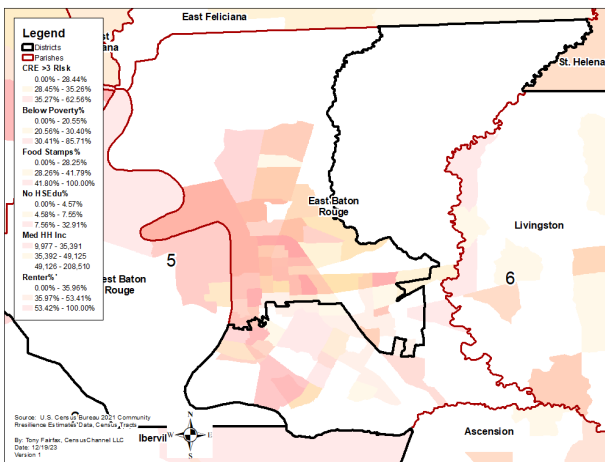 East Feliciana
Legend
Districts
Parishes
CRE >3 RIsk
0.00% - 28.44%
28.45% - 35.26%
35.27% - 62.56%
Below Poverty%
0.00% - 20.55%
20.56% - 30.40%
30.41% - 85.71%
Food Stamps%
0.00% - 28.25%
28.26% - 41.79%
41.80% - 100.00%
No HSEdu%
0.00% - 4.57%
4.58% - 7.55%
7.56% - 32.91%
Med HH Inc
9,977 - 35,391
35,392 - 49,125
49,126 - 208,510
Renter%'
0.00% - 35.96%
35.97% - 53.41%
53.42% - 100.00%
St. Helena
East Baton
Rouge
Livingston
5
6
est Baton
Rouge
Ascension
Ibervil
N
W
E
S
Source: U.S. Census Bureau 2021 Community
Resilience Estimates Data, Census Tracts
By: Tony Fairfax, CensusChannel LLC
Date: 12/19/23
Version 1